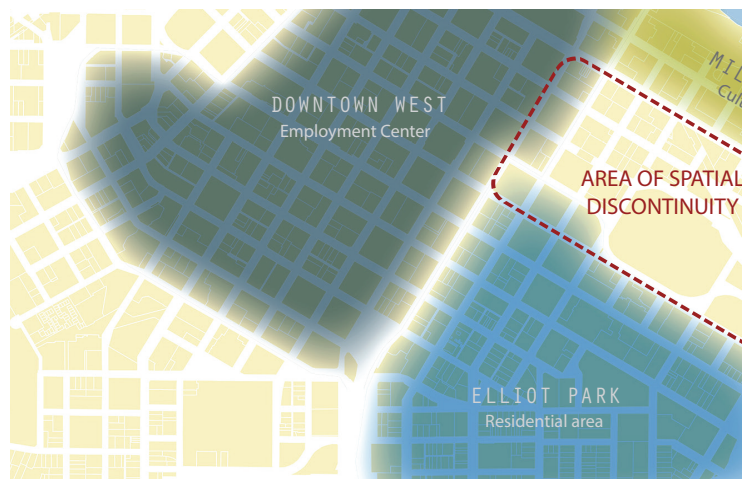 DOWNTOWN WEST
Employment Center
AREA OF SPATIAL
DISCONTINUITY
ELLIOT PARK
Residential area